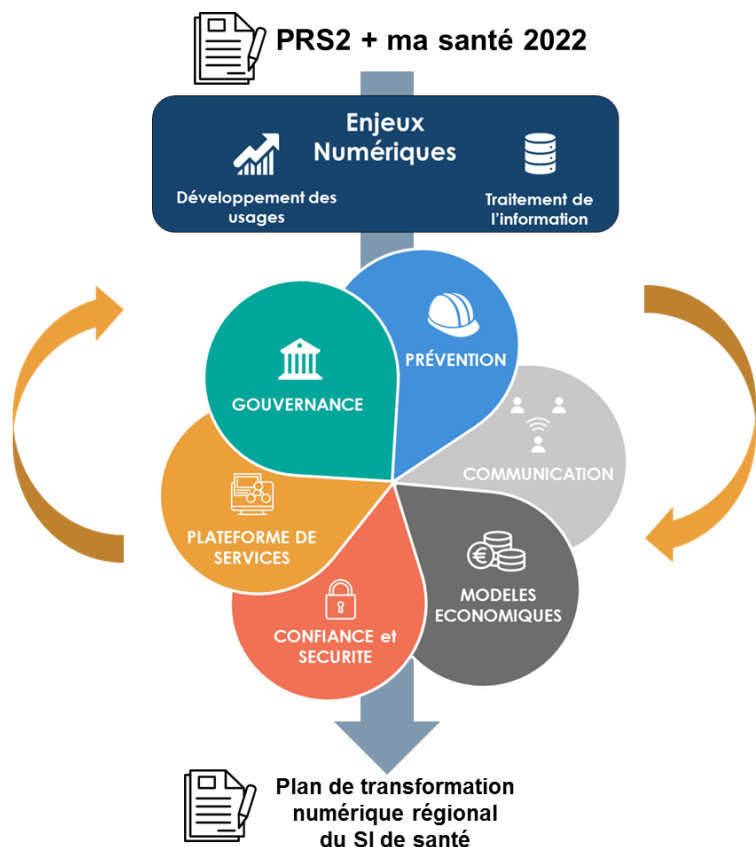 PRS2 + ma santé 2022
Enjeux
Numériques
Développement des
usages
Traitement de
l'information
PRÉVENTION
GOUVERNANCE
COMMUNICATION
PLATEFORME DE
SERVICES
MODELES
ECONOMIQUES
CONFIANCE et
SECURITE
Plan de transformation
numérique régional
du SI de santé